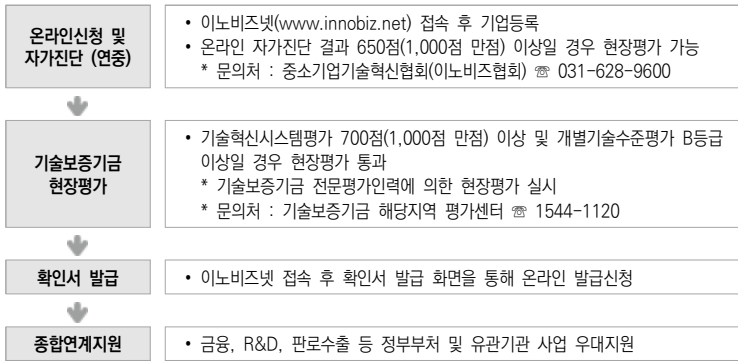 온라인신청 및
자가진단 (연중)
• 이노비즈넷(www.innobiz.net) 접속 후 기업등록
• 온라인 자가진단 결과 650점(1,000점 만점) 이상일 경우 현장평가 가능
* 문의처 : 중소기업기술혁신협회(이노비즈협회) ☏ 031-628-9600
기술보증기금
현장평가
• 기술혁신시스템평가 700점(1,000점 만점) 이상 및 개별기술수준평가 B등급
이상일 경우 현장평가 통과
* 기술보증기금 전문평가인력에 의한 현장평가 실시
* 문의처 : 기술보증기금 해당지역 평가센터 ☏ 1544-1120
확인서 발급
• 이노비즈넷 접속 후 확인서 발급 화면을 통해 온라인 발급신청
종합연계지원
• 금융, R&D, 판로수출 등 정부부처 및 유관기관 사업 우대지원